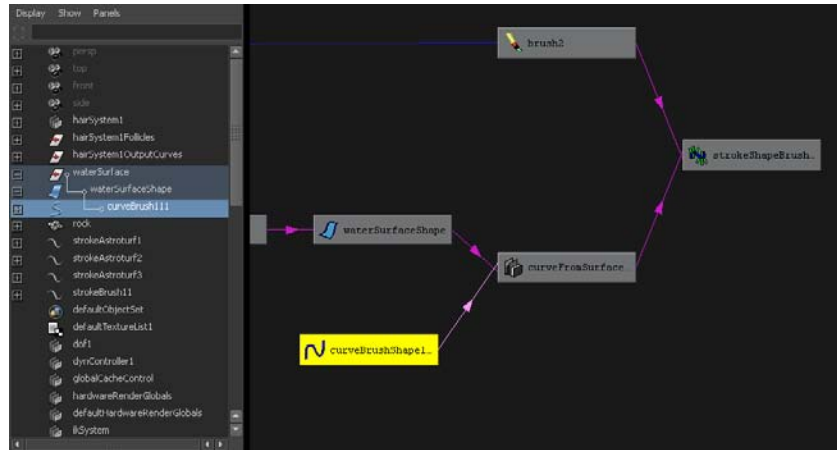 Display Show Panels
persp
top
front
side
hairSystem1
hairSystem1Follicles
hairSystem1OutputCurves
waterSurface
waterSurfaceShape
curveBrush111
rock
strokeAstroturf1
strokeAstroturf2
strokeAstroturf3
strokeBrush11
defaultObjectSet
defaultTextureList1
dof1
dynController1
globalCacheControl
hardwareRenderGlobals
defaultHardwareRenderGlobals
ikSystem
brush2
strokeShapeBrush...
waterSurfaceShape
curveFromSurface...
curveBrushShape1...